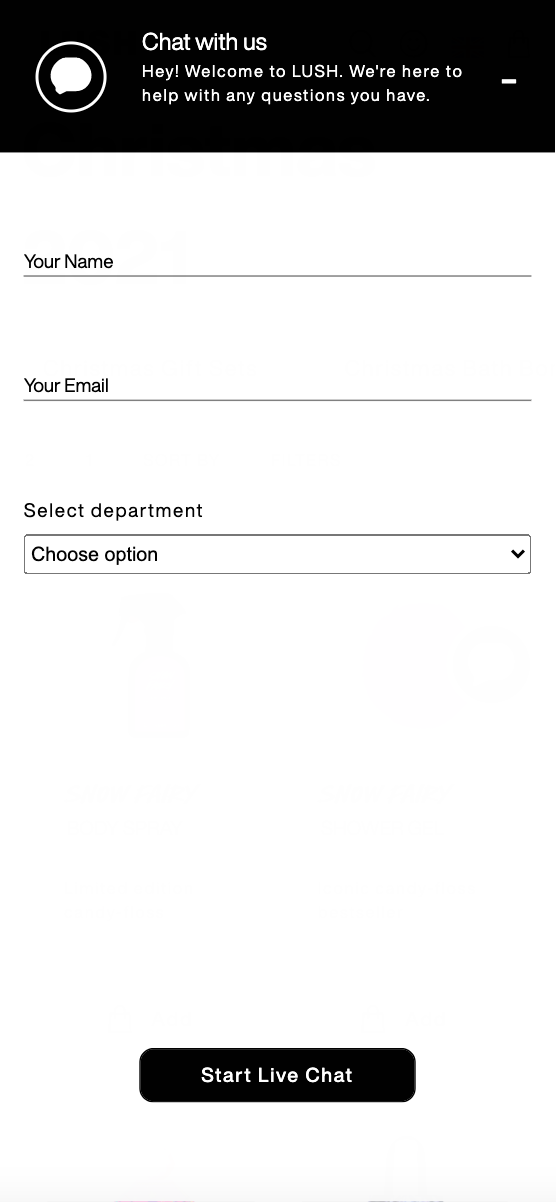 Chat with us
Hey! Welcome to LUSH. We're here to
help with any questions you have.
Your Name
Your Email
Select department
Choose option
Start Live Chat